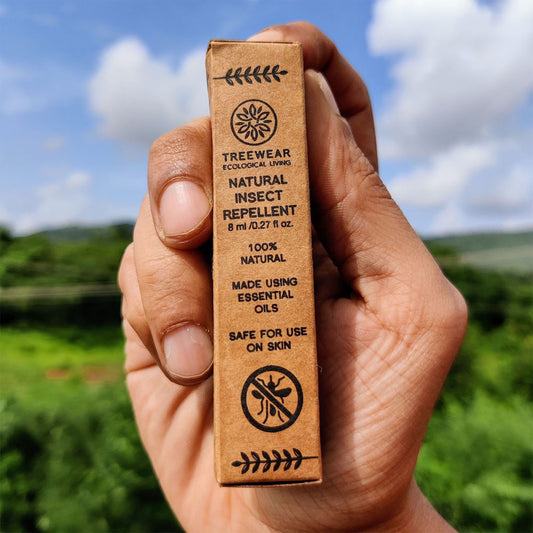 TREEWEAR
ECOLOGICAL LIVING
NATURAL
INSECT
REPELLENT
8 ml /0.27 fl oz.
100%
NATURAL
MADE USING
ESSENTIAL
OILS
SAFE FOR USE
ON SKIN